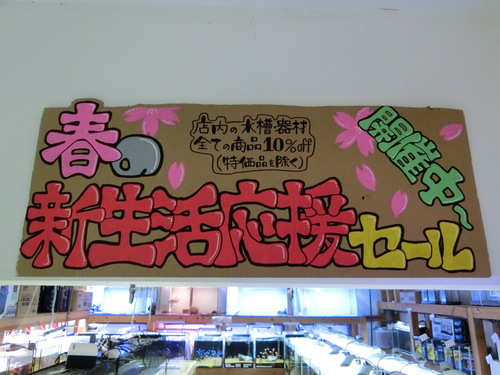 春の
店内の水槽器材
全ての商品10%off
(特価品を除く)
開催中～
新生活応援セール